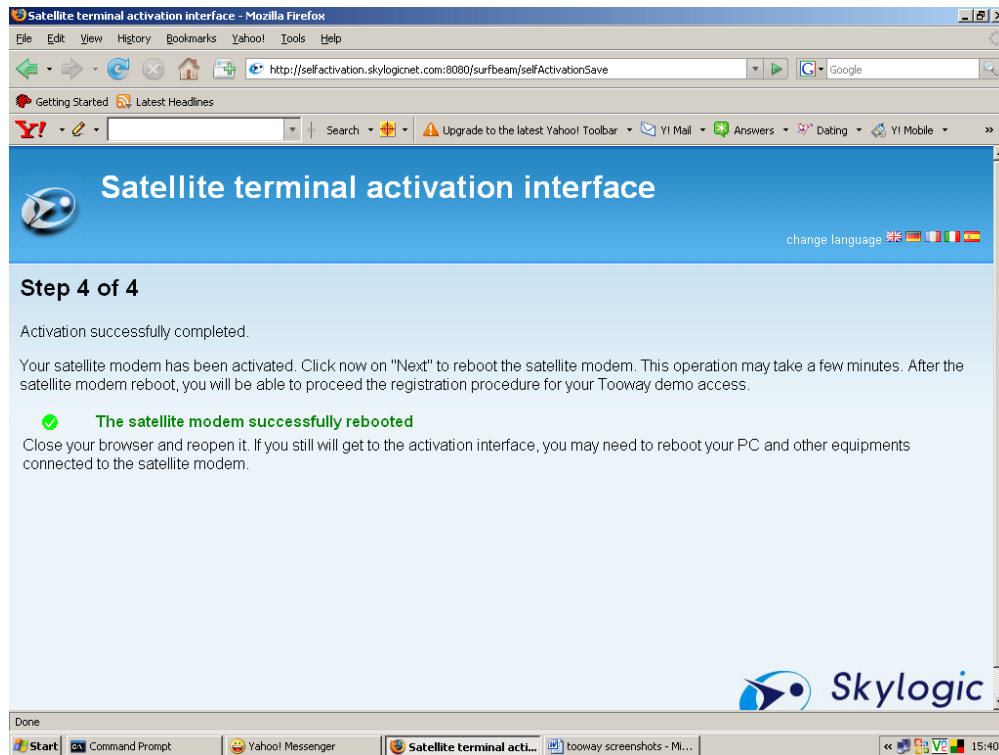 Satellite terminal activation interface - Mozilla Firefox
File Edit View History Bookmarks Yahoo! Tools Help
http://selfactivation.skylogicnet.com:8080/surfbeam/selfActivationSave
G Google
Getting Started Latest Headlines
Y! Search Upgrade to the latest Yahoo! Toolbar Y! Mail Answers Dating Y! Mobile »
Satellite terminal activation interface
change language
Step 4 of 4
Activation successfully completed.
Your satellite modem has been activated. Click now on "Next" to reboot the satellite modem. This operation may take a few minutes. After the
satellite modem reboot, you will be able to proceed the registration procedure for your Tooway demo access.
The satellite modem successfully rebooted
Close your browser and reopen it. If you still will get to the activation interface, you may need to reboot your PC and other equipments
connected to the satellite modem.
Skylogic
Done
Start Command Prompt Yahoo! Messenger Satellite terminal acti... tooway screenshots - Mi... « V2 15:40